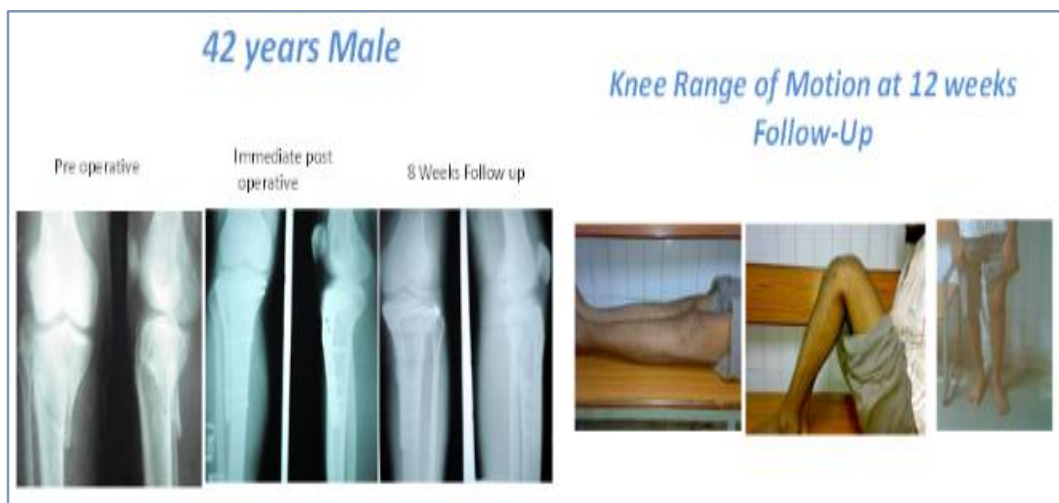 42 years Male
Knee Range of Motion at 12 weeks
Follow-Up
Pre operative
Immediate post
operative
8 Weeks Follow up